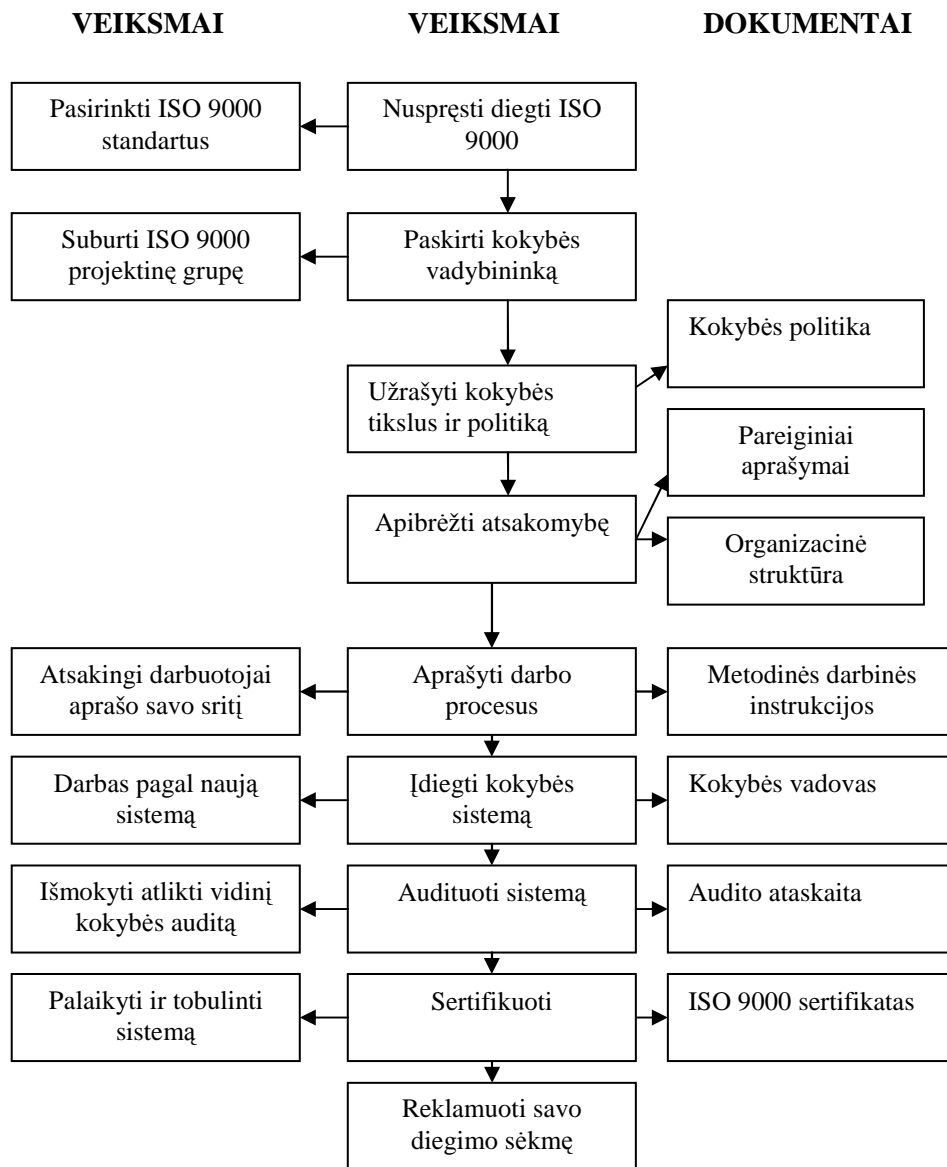 VEIKSMAI
VEIKSMAI
DOKUMENTAI
Pasirinkti ISO 9000
standartus
Nuspręsti diegti ISO
9000
Suburti ISO 9000
projektinę grupę
Paskirti kokybės
vadybininką
Kokybės politika
Užrašyti kokybės
tikslus ir politiką
Pareiginiai
aprašymai
Apibrėžti atsakomybę
Organizacinė
struktūra
Atsakingi darbuotojai
aprašo savo sritį
Aprašyti darbo
procesus
Metodinės darbinės
instrukcijos
Darbas pagal naują
sistemą
Įdiegti kokybės
sistemą
Kokybės vadovas
Išmokyti atlikti vidinį
kokybės auditą
Audituoti sistemą
Audito ataskaita
Palaikyti ir tobulinti
sistemą
Sertifikuoti
ISO 9000 sertifikatas
Reklamuoti savo
diegimo sėkmę